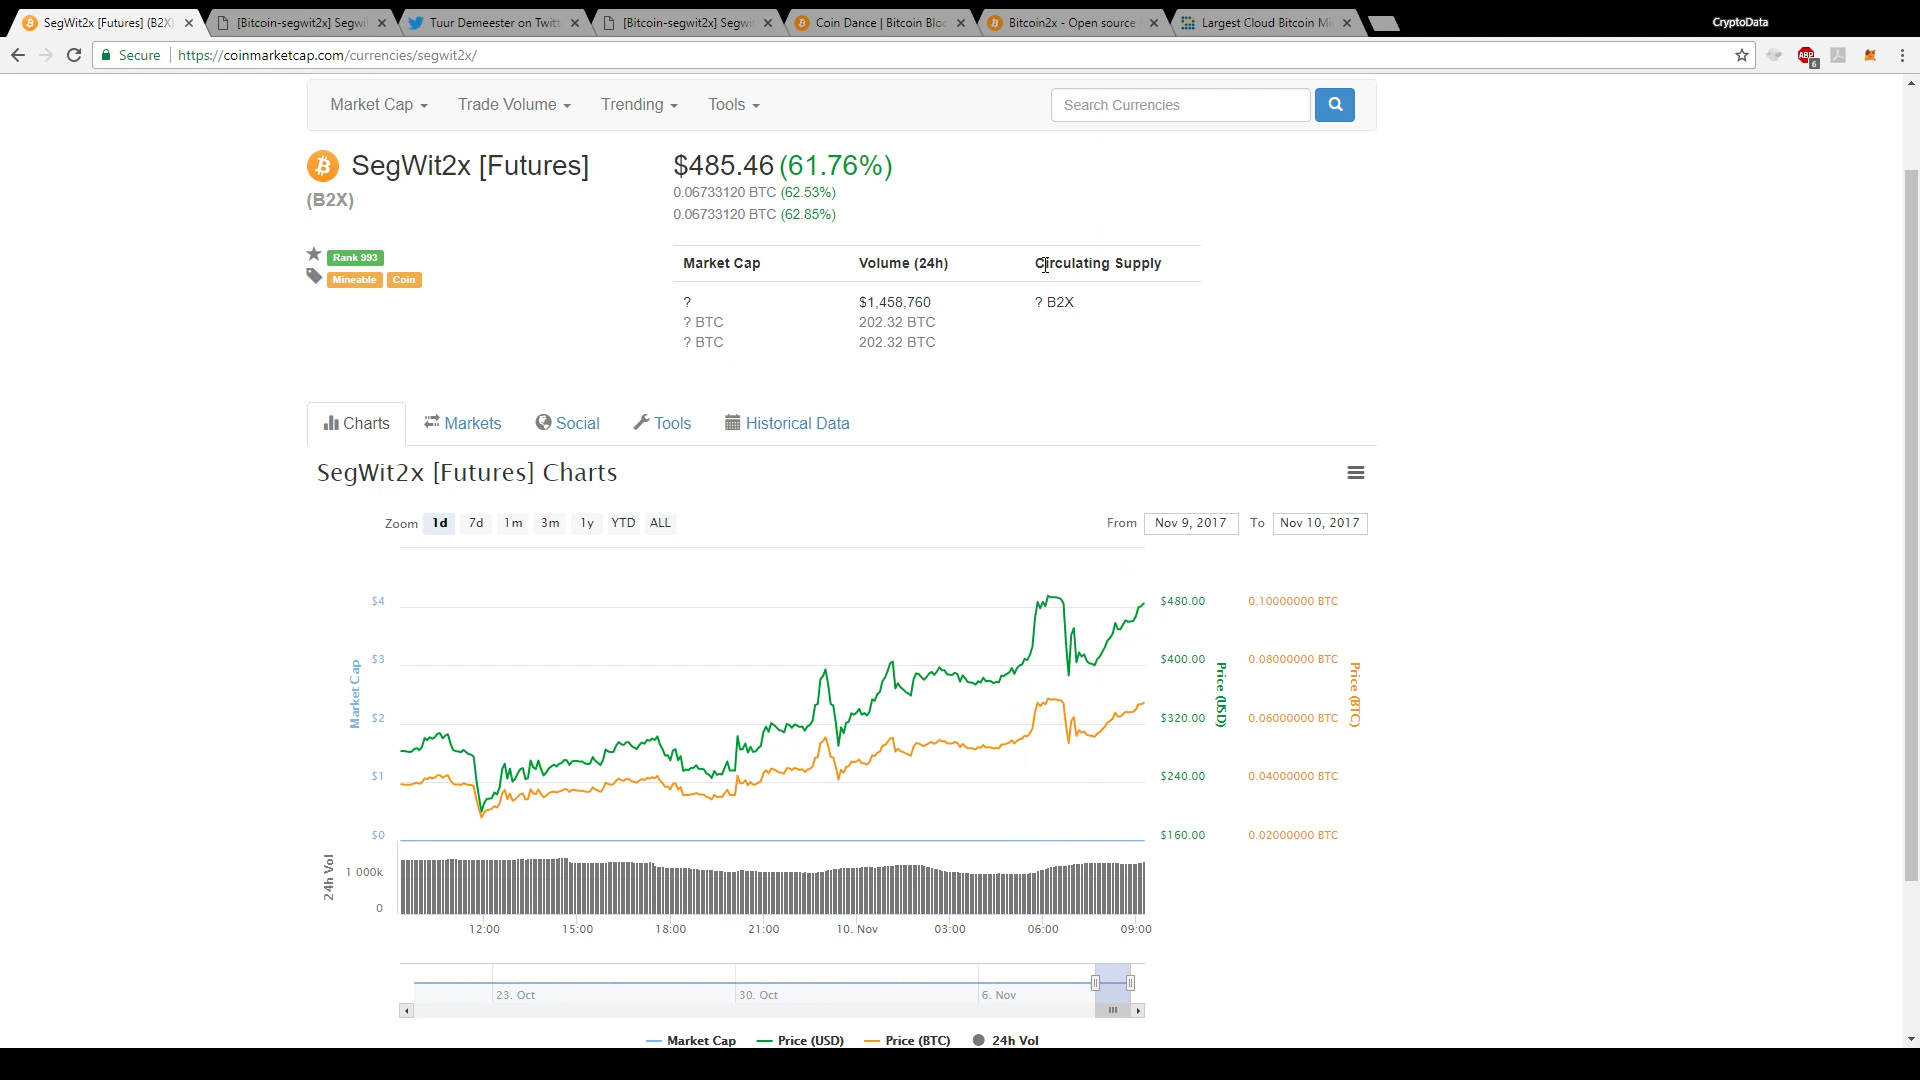 SegWit2x [Futures] (B2X)
[Bitcoin-segwit2x] Segwit
Tuur Demeester on Twitt
[Bitcoin-segwit2x] Segwit
Coin Dance | Bitcoin Bloc
Bitcoin2x - Open source
Largest Cloud Bitcoin Mi
CryptoData
Secure
https://coinmarketcap.com/currencies/segwit2x/
ABP
6
Market Cap
Trade Volume
Trending
Tools
Search Currencies
SegWit2x [Futures]
(B2X)
$485.46 (61.76%)
0.06733120 BTC (62.53%)
0.06733120 BTC (62.85%)
Rank 993
Mineable
Coin
Market Cap
Volume (24h)
Circulating Supply
?
$1,458,760
? B2X
? BTC
202.32 BTC
? BTC
202.32 BTC
Charts
Markets
Social
Tools
Historical Data
SegWit2x [Futures] Charts
Zoom
1d
7d
1m
3m
1y
YTD
ALL
From
Nov 9, 2017
To
Nov 10, 2017
$4
$3
$2
$1
$0
Market Cap
$480.00
$400.00
$320.00
$240.00
$160.00
Price (USD)
0.10000000 BTC
0.08000000 BTC
0.06000000 BTC
0.04000000 BTC
0.02000000 BTC
Price (BTC)
24h Vol
1 000k
0
12:00
15:00
18:00
21:00
10. Nov
03:00
06:00
09:00
23. Oct
30. Oct
6. Nov
Market Cap
Price (USD)
Price (BTC)
24h Vol